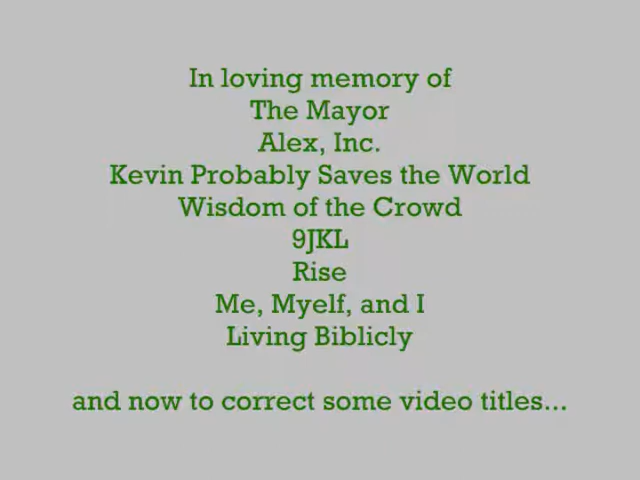 In loving memory of
The Mayor
Alex, Inc.
Kevin Probably Saves the World
Wisdom of the Crowd
9JKL
Rise
Me, Myelf, and I
Living Biblicly
and now to correct some video titles...